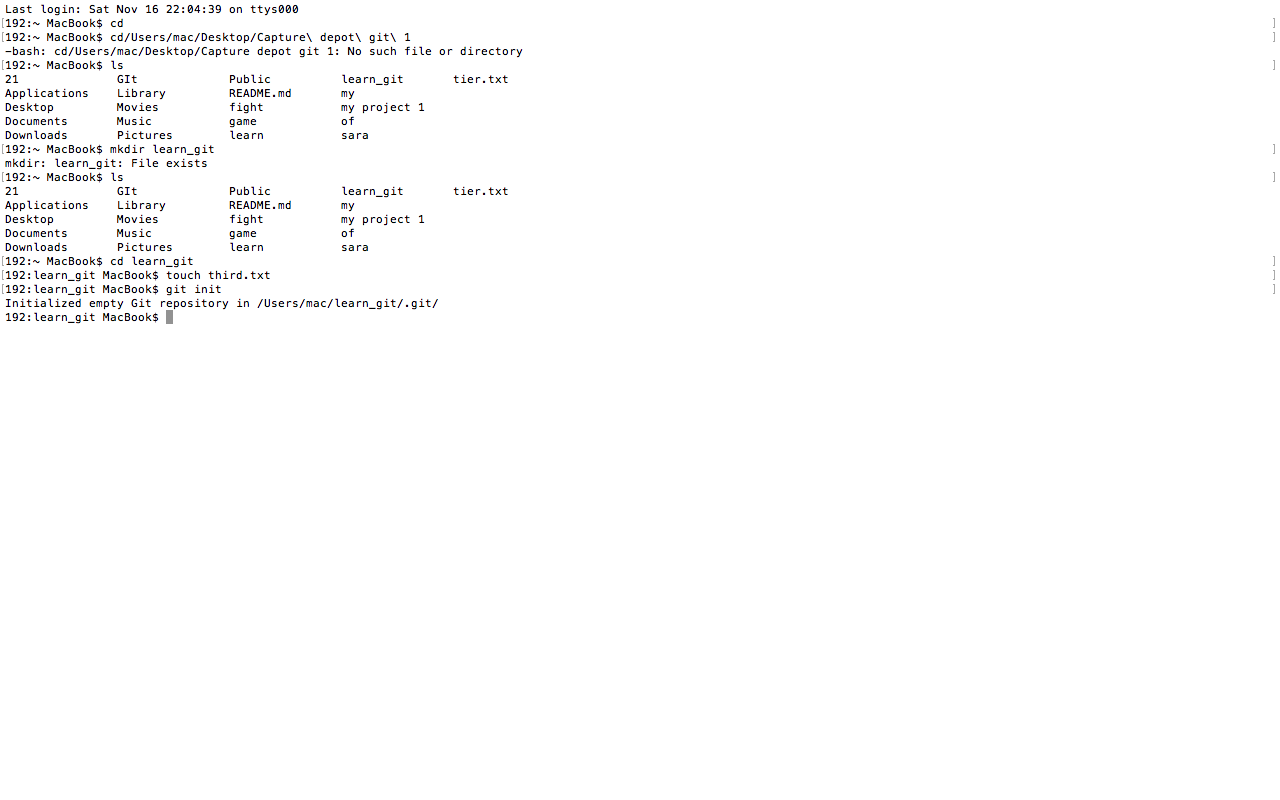 Last login: Sat Nov 16 22:04:39 on ttys000
[192:~ MacBook$ cd ]
[192:~ MacBook$ cd/Users/mac/Desktop/Capture\ depot\ git\ 1 ]
-bash: cd/Users/mac/Desktop/Capture depot git 1: No such file or directory
[192:~ MacBook$ ls ]
21 GIt Public learn_git tier.txt
Applications Library README.md my
Desktop Movies fight my project 1
Documents Music game of
Downloads Pictures learn sara
[192:~ MacBook$ mkdir learn_git ]
mkdir: learn_git: File exists
[192:~ MacBook$ ls ]
21 GIt Public learn_git tier.txt
Applications Library README.md my
Desktop Movies fight my project 1
Documents Music game of
Downloads Pictures learn sara
[192:~ MacBook$ cd learn_git ]
[192:learn_git MacBook$ touch third.txt ]
[192:learn_git MacBook$ git init ]
Initialized empty Git repository in /Users/mac/learn_git/.git/
192:learn_git MacBook$